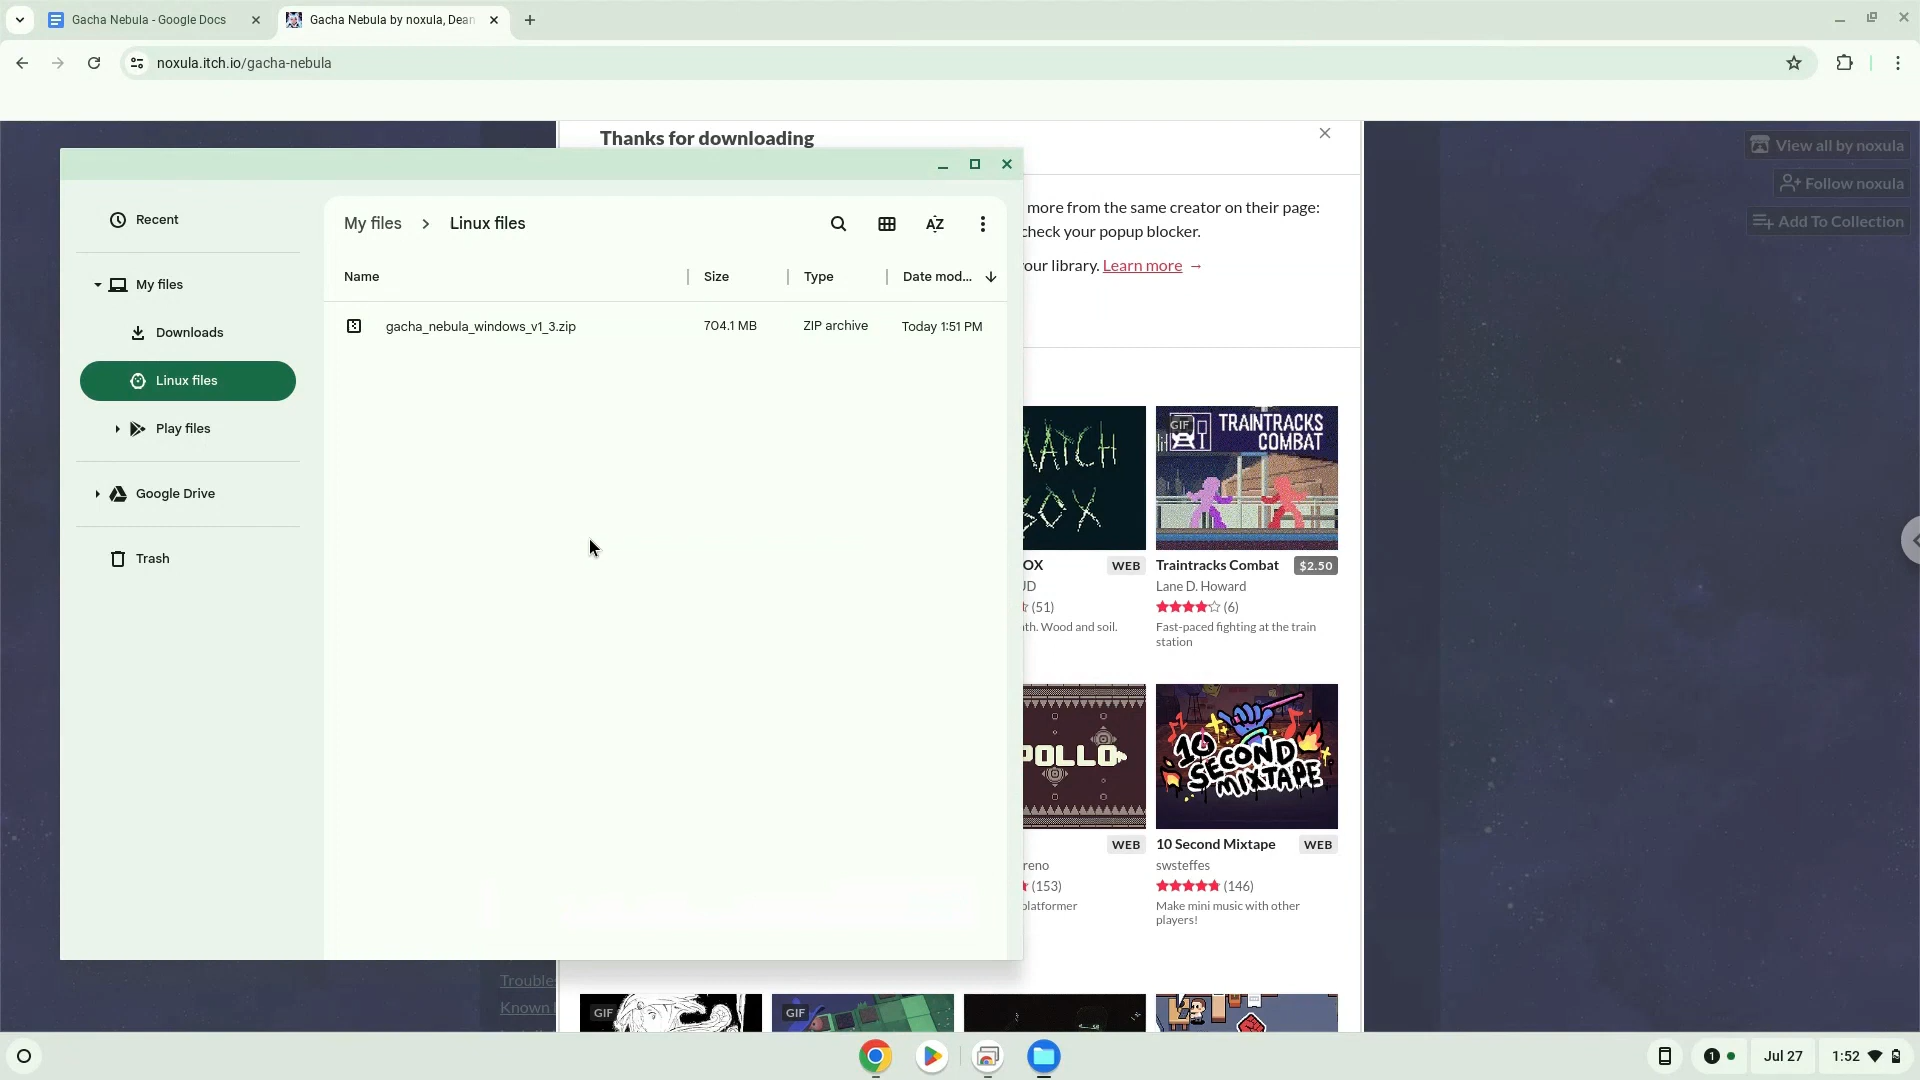 Gacha Nebula - Google Docs
Gacha Nebula by noxula, Dean
noxula.itch.io/gacha-nebula
Thanks for downloading
View all by noxula
Follow noxula
Add To Collection
more from the same creator on their page:
check your popup blocker.
your library. Learn more →
Recent
My files
Downloads
Linux files
Play files
Google Drive
Trash
My files > Linux files
AZ
Name Size Type Date mod...
gacha_nebula_windows_v1_3.zip 704.1 MB ZIP archive Today 1:51 PM
GIF
TRAINTRACKS
COMBAT
WEB
Traintracks Combat $2.50
Lane D. Howard
(51)
(6)
Wood and soil.
Fast-paced fighting at the train
station
10
SECOND
MIXTAPE
WEB
10 Second Mixtape WEB
swsteffes
(153)
(146)
platformer
Make mini music with other
players!
GIF
GIF
1
Jul 27
1:52